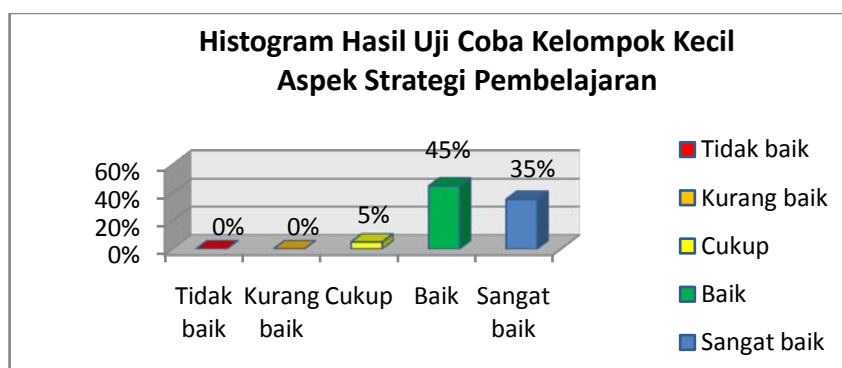 Histogram Hasil Uji Coba Kelompok Kecil
Aspek Strategi Pembelajaran
60%
40%
20%
0%
0%
0%
5%
45%
35%
Tidak baik
Kurang baik
Cukup
Baik
Sangat baik
Tidak baik
Kurang baik
Cukup
Baik
Sangat baik